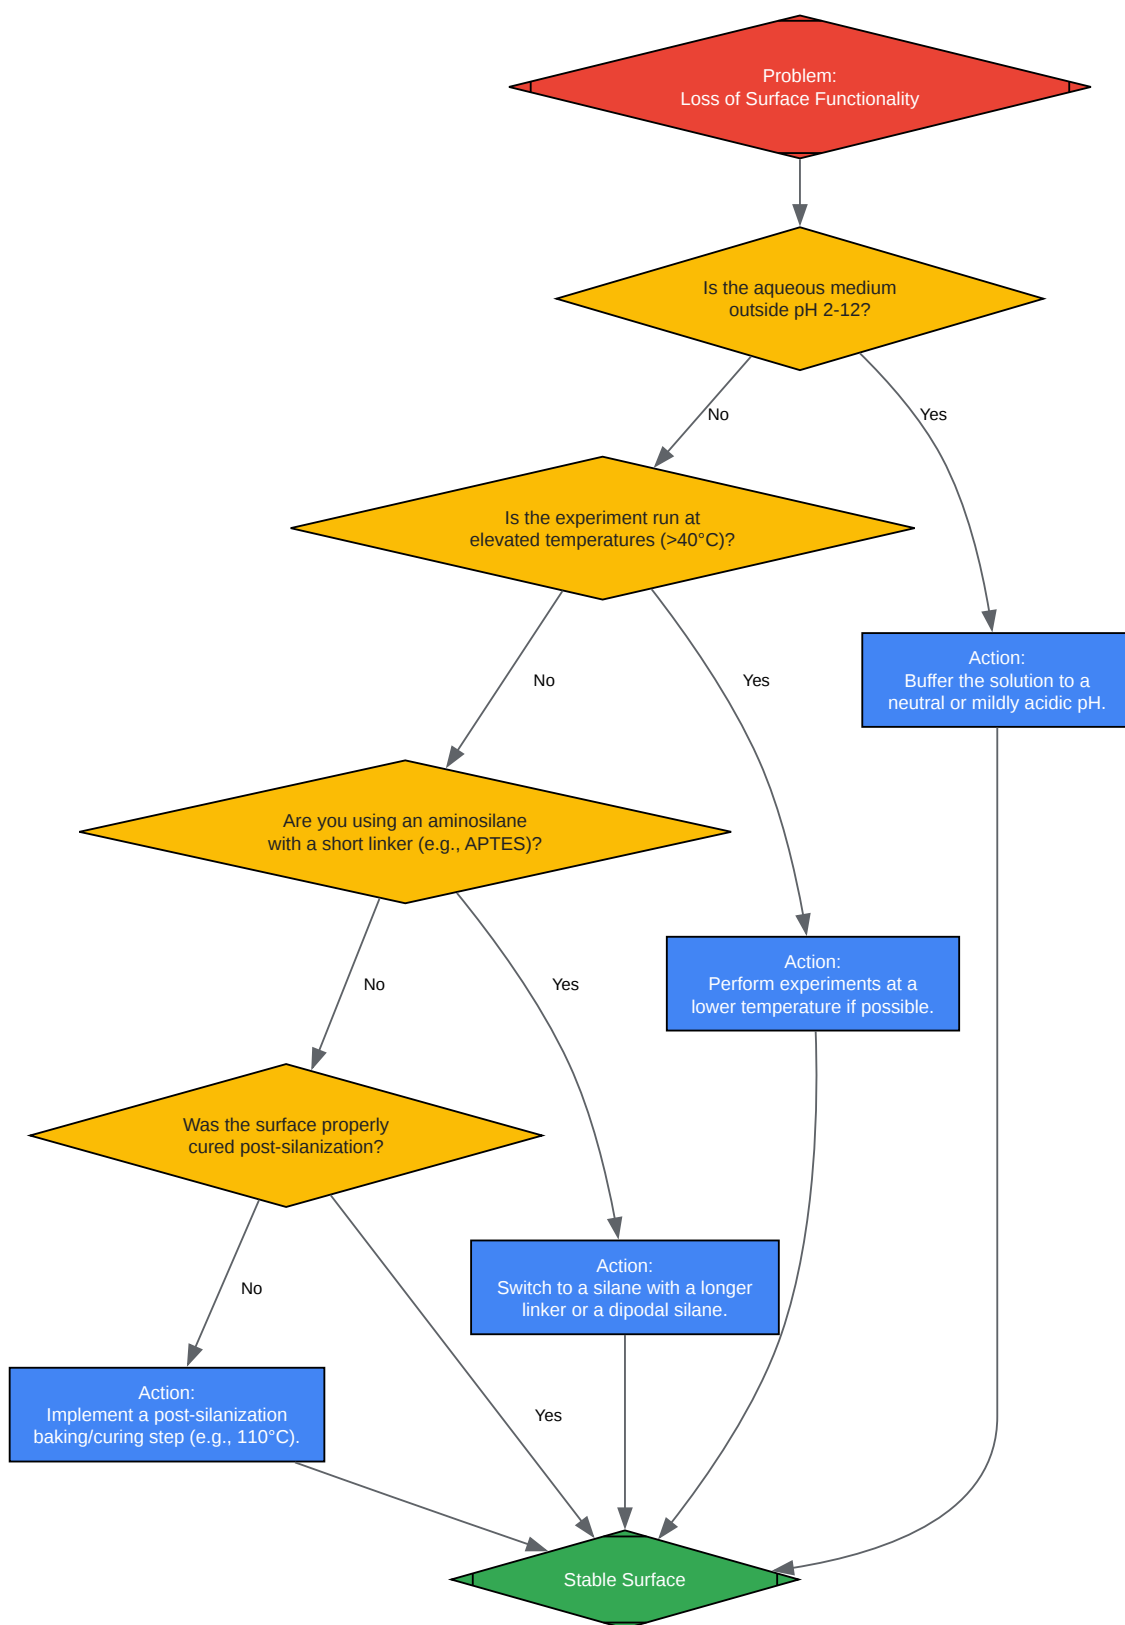 Problem:
Loss of Surface Functionality
Is the aqueous medium
outside pH 2-12?
No
Yes
Is the experiment run at
elevated temperatures (>40°C)?
Action:
Buffer the solution to a
neutral or mildly acidic pH.
No
Yes
Are you using an aminosilane
with a short linker (e.g., APTES)?
Action:
Perform experiments at a
lower temperature if possible.
No
Yes
Was the surface properly
cured post-silanization?
Action:
Switch to a silane with a longer
linker or a dipodal silane.
No
Yes
Action:
Implement a post-silanization
baking/curing step (e.g., 110°C).
Stable Surface